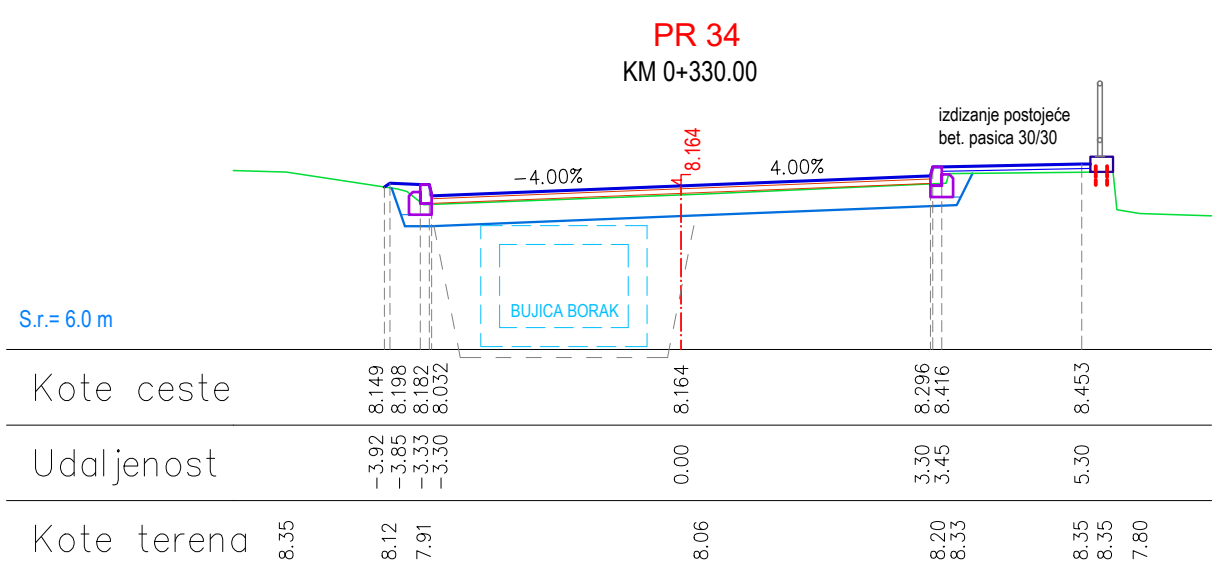 PR 34
KM 0+330.00
izdizanje postojeće
bet. pasica 30/30
8.164
−4.00%
4.00%
BUJICA BORAK
S.r.= 6.0 m
Kote ceste 8.149 8.198 8.182 8.032 8.164 8.296 8.416 8.453
Udaljenost −3.92 −3.85 −3.33 −3.30 0.00 3.30 3.45 5.30
Kote terena 8.35 8.12 7.91 8.06 8.20 8.33 8.35 8.35 7.80